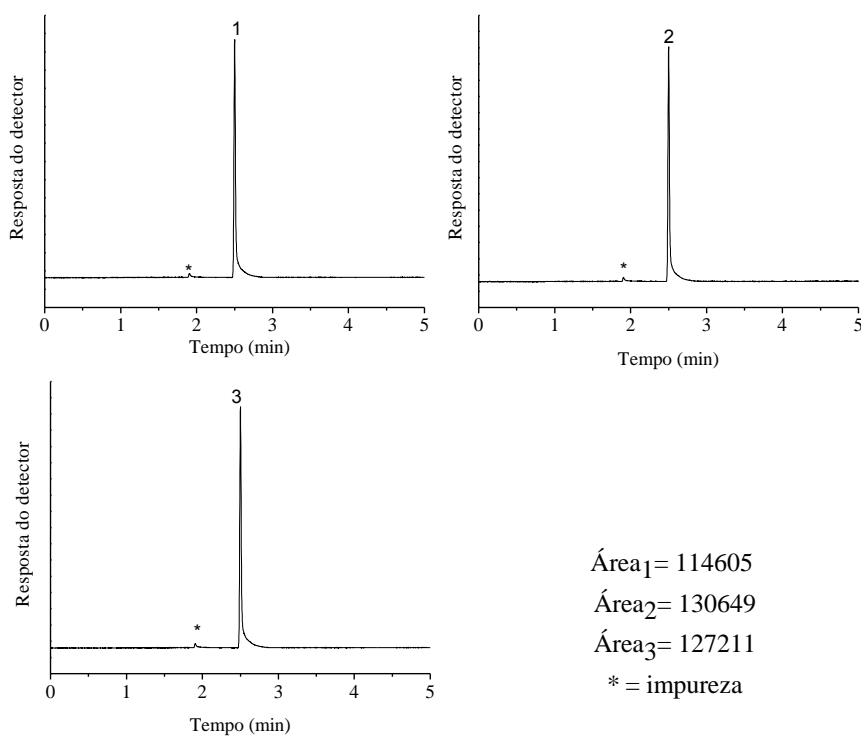 1
*
Resposta do detector
0 1 2 3 4 5
Tempo (min)
2
*
Resposta do detector
0 1 2 3 4 5
Tempo (min)
3
*
Resposta do detector
0 1 2 3 4 5
Tempo (min)
Área1= 114605
Área2= 130649
Área3= 127211
* = impureza